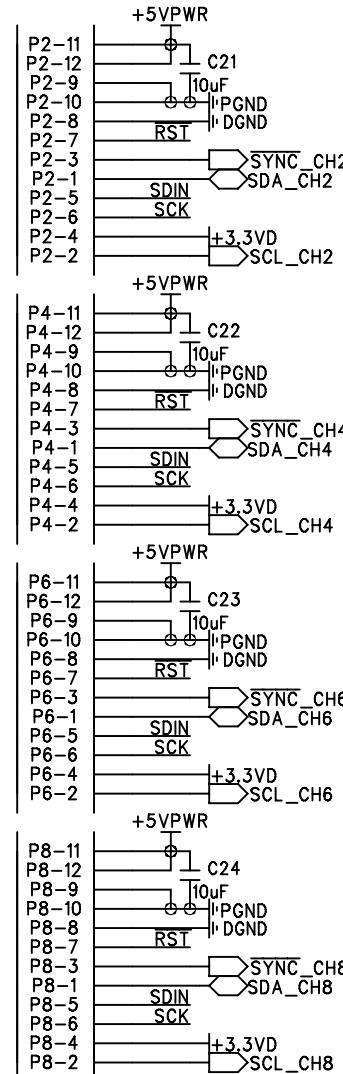 +5VPWR
P2-11
P2-12 C21
P2-9 10uF
P2-10 PGND
P2-8 DGND
P2-7 RST
P2-3 SYNC_CH2
P2-1 SDA_CH2
P2-5 SDIN
P2-6 SCK
P2-4 +3.3VD
P2-2 SCL_CH2
+5VPWR
P4-11
P4-12 C22
P4-9 10uF
P4-10 PGND
P4-8 DGND
P4-7 RST
P4-3 SYNC_CH4
P4-1 SDA_CH4
P4-5 SDIN
P4-6 SCK
P4-4 +3.3VD
P4-2 SCL_CH4
+5VPWR
P6-11
P6-12 C23
P6-9 10uF
P6-10 PGND
P6-8 DGND
P6-7 RST
P6-3 SYNC_CH6
P6-1 SDA_CH6
P6-5 SDIN
P6-6 SCK
P6-4 +3.3VD
P6-2 SCL_CH6
+5VPWR
P8-11
P8-12 C24
P8-9 10uF
P8-10 PGND
P8-8 DGND
P8-7 RST
P8-3 SYNC_CH8
P8-1 SDA_CH8
P8-5 SDIN
P8-6 SCK
P8-4 +3.3VD
P8-2 SCL_CH8